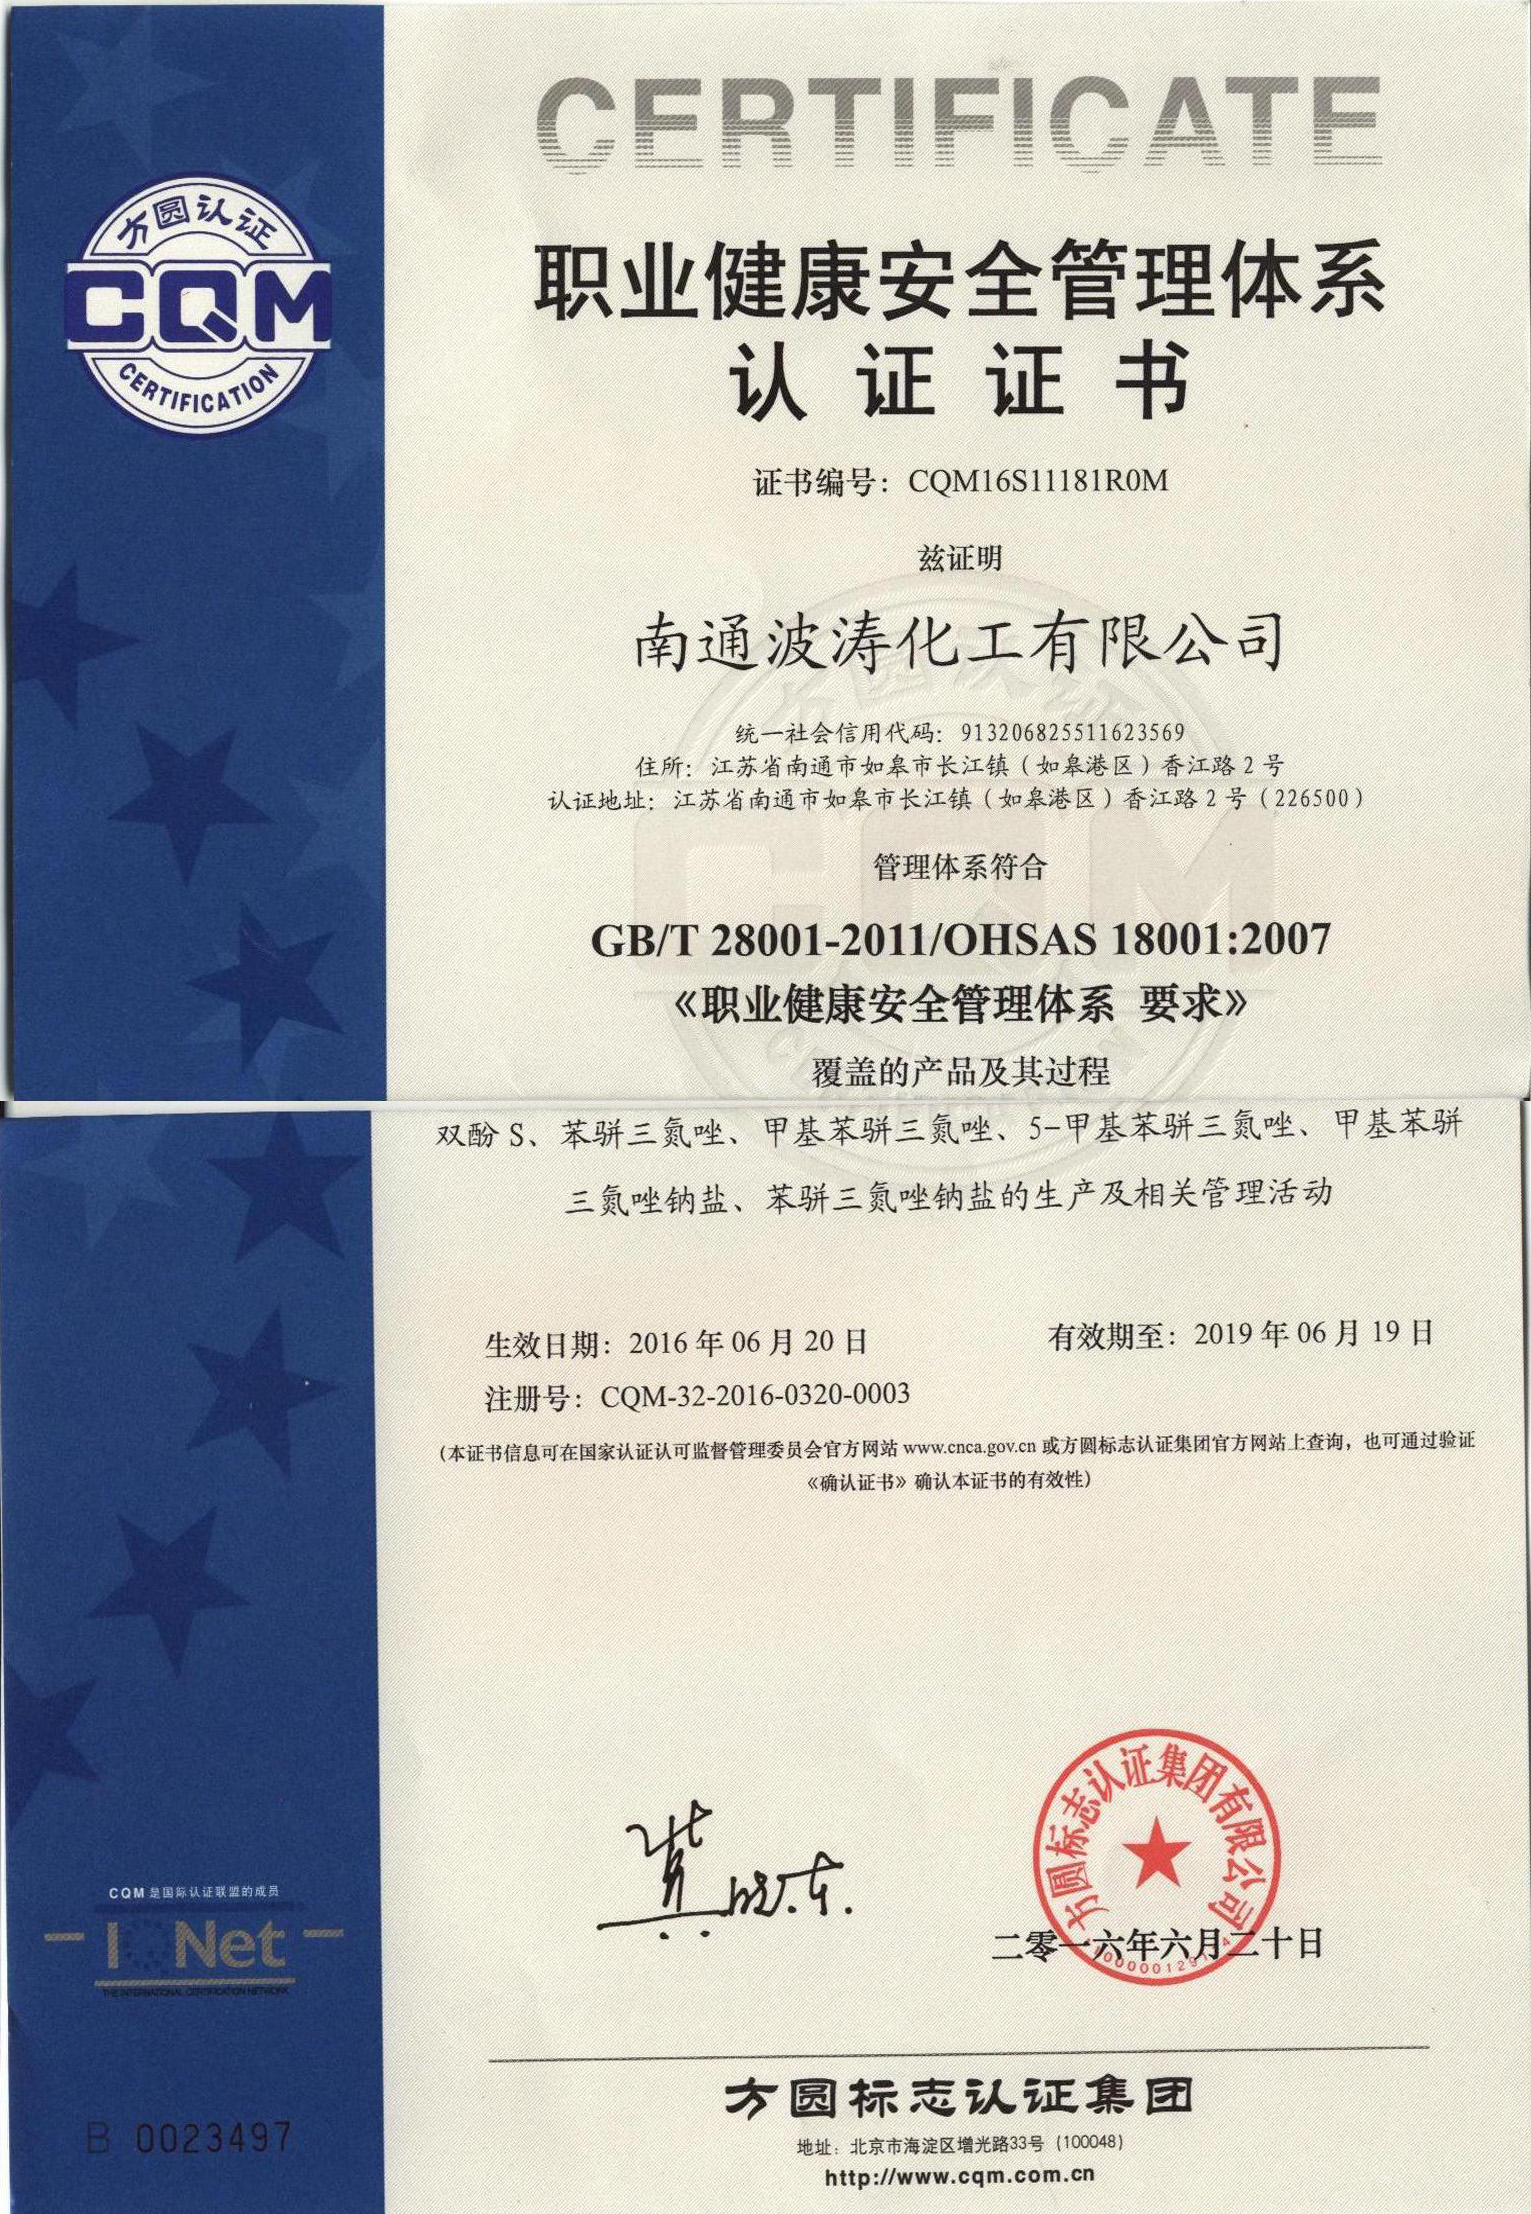 CERTIFICATE
方圆认证
CQM
CERTIFICATION
职业健康安全管理体系
认证证书
证书编号：CQM16S11181R0M
兹证明
南通波涛化工有限公司
统一社会信用代码：913206825511623569
住所：江苏省南通市如皋市长江镇（如皋港区）香江路2号
认证地址：江苏省南通市如皋市长江镇（如皋港区）香江路2号（226500）
管理体系符合
GB/T 28001-2011/OHSAS 18001:2007
《职业健康安全管理体系 要求》
覆盖的产品及其过程
双酚S、苯骈三氮唑、甲基苯骈三氮唑、5-甲基苯骈三氮唑、甲基苯骈
三氮唑钠盐、苯骈三氮唑钠盐的生产及相关管理活动
生效日期：2016年06月20日
有效期至：2019年06月19日
注册号：CQM-32-2016-0320-0003
(本证书信息可在国家认证认可监督管理委员会官方网站 www.cnca.gov.cn 或方圆标志认证集团官方网站上查询，也可通过验证
《确认证书》确认本证书的有效性)
方圆标志认证集团有限公司
二零一六年六月二十日
CQM 是国际认证联盟的成员
IQNet
THE INTERNATIONAL CERTIFICATION NETWORK
B 0023497
方圆标志认证集团
地址：北京市海淀区增光路33号 (100048)
http://www.cqm.com.cn